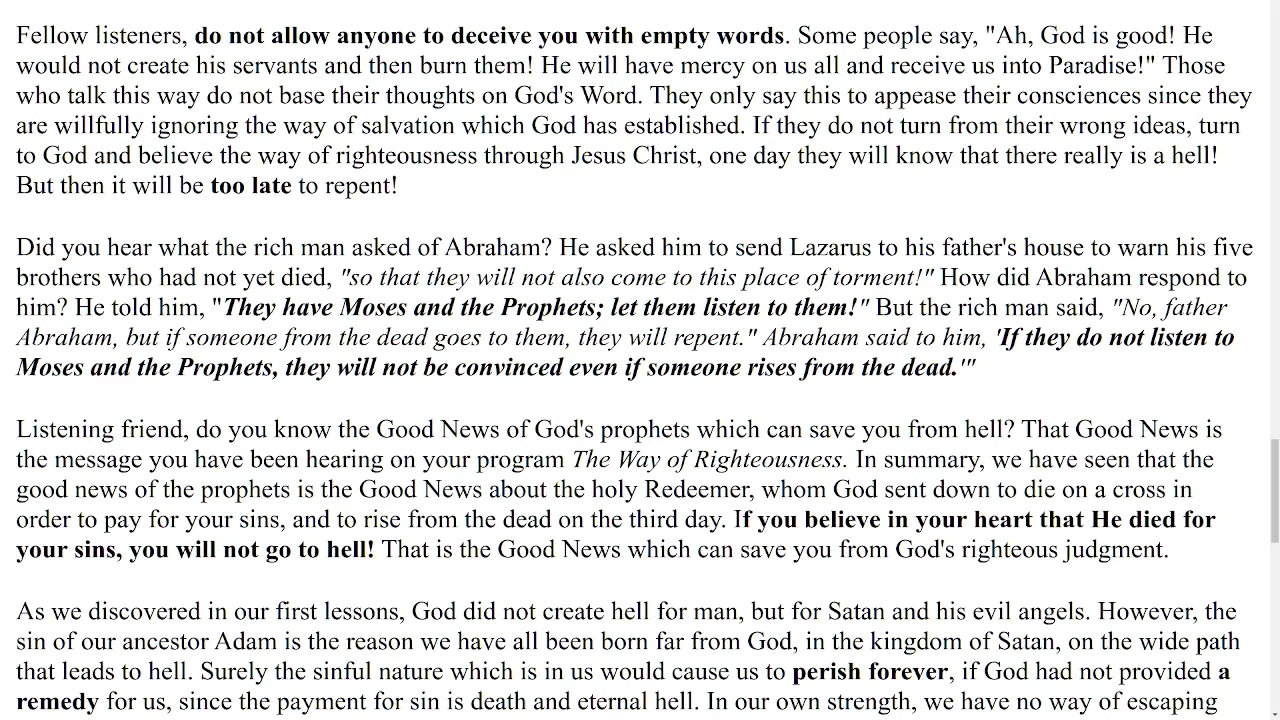 Fellow listeners, do not allow anyone to deceive you with empty words. Some people say, "Ah, God is good! He
would not create his servants and then burn them! He will have mercy on us all and receive us into Paradise!" Those
who talk this way do not base their thoughts on God's Word. They only say this to appease their consciences since they
are willfully ignoring the way of salvation which God has established. If they do not turn from their wrong ideas, turn
to God and believe the way of righteousness through Jesus Christ, one day they will know that there really is a hell!
But then it will be too late to repent!
Did you hear what the rich man asked of Abraham? He asked him to send Lazarus to his father's house to warn his five
brothers who had not yet died, "so that they will not also come to this place of torment!" How did Abraham respond to
him? He told him, "They have Moses and the Prophets; let them listen to them!" But the rich man said, "No, father
Abraham, but if someone from the dead goes to them, they will repent." Abraham said to him, 'If they do not listen to
Moses and the Prophets, they will not be convinced even if someone rises from the dead.'"
Listening friend, do you know the Good News of God's prophets which can save you from hell? That Good News is
the message you have been hearing on your program The Way of Righteousness. In summary, we have seen that the
good news of the prophets is the Good News about the holy Redeemer, whom God sent down to die on a cross in
order to pay for your sins, and to rise from the dead on the third day. If you believe in your heart that He died for
your sins, you will not go to hell! That is the Good News which can save you from God's righteous judgment.
As we discovered in our first lessons, God did not create hell for man, but for Satan and his evil angels. However, the
sin of our ancestor Adam is the reason we have all been born far from God, in the kingdom of Satan, on the wide path
that leads to hell. Surely the sinful nature which is in us would cause us to perish forever, if God had not provided a
remedy for us, since the payment for sin is death and eternal hell. In our own strength, we have no way of escaping